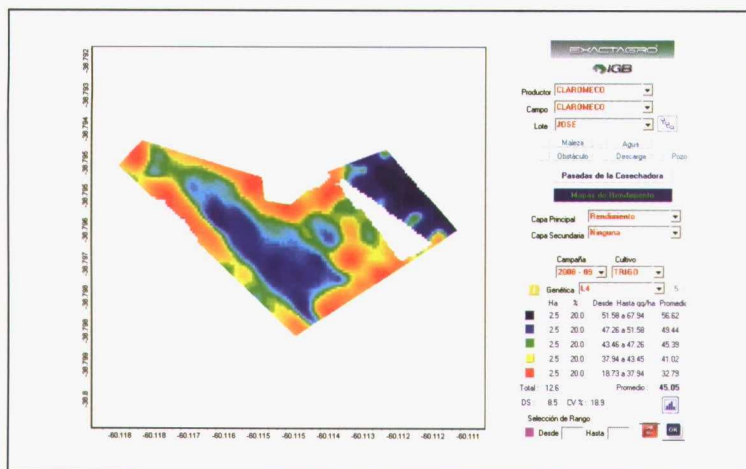 EXACTAGRO
IGB
Productor CLAROMECO
Campo CLAROMECO
Lote JOSE
Maleza Agua
Obstáculo Descarga Pozo
Pasadas de la Cosechadora
Mapas de Rendimiento
Capa Principal Rendimiento
Capa Secundaria Ninguna
Campaña Cultivo
2008 - 09 TRIGO
Genética L4 S
Ha % Desde Hasta qq/ha Promedio
2.5 20.0 51.58 a 67.94 56.62
2.5 20.0 47.26 a 51.58 49.44
2.5 20.0 43.46 a 47.26 45.39
2.5 20.0 37.94 a 43.45 41.02
2.5 20.0 18.73 a 37.94 32.79
Total : 12.6 Promedio : 45.05
DS : 8.5 CV % : 18.9
Selección de Rango
Desde Hasta OK
-38.792
-38.793
-38.794
-38.795
-38.795
-38.796
-38.797
-38.798
-38.798
-38.799
-38.8
-60.118 -60.118 -60.117 -60.116 -60.115 -60.115 -60.114 -60.113 -60.112 -60.112 -60.111